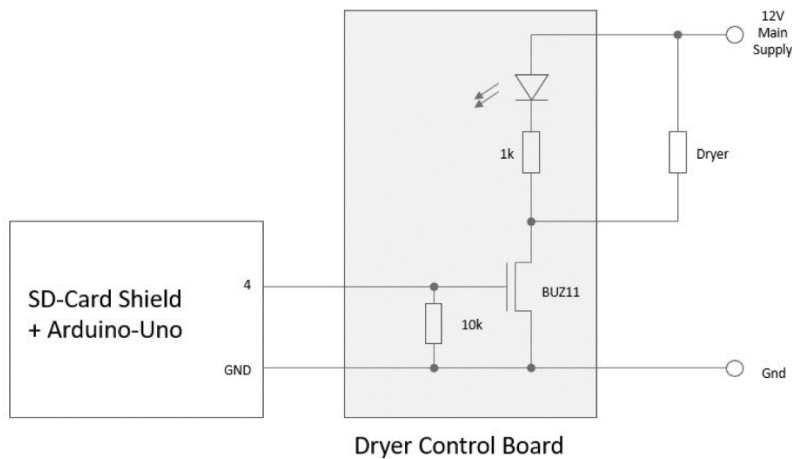 12V
Main
Supply
1k
Dryer
4
SD-Card Shield
+ Arduino-Uno
BUZ11
10k
GND
Gnd
Dryer Control Board